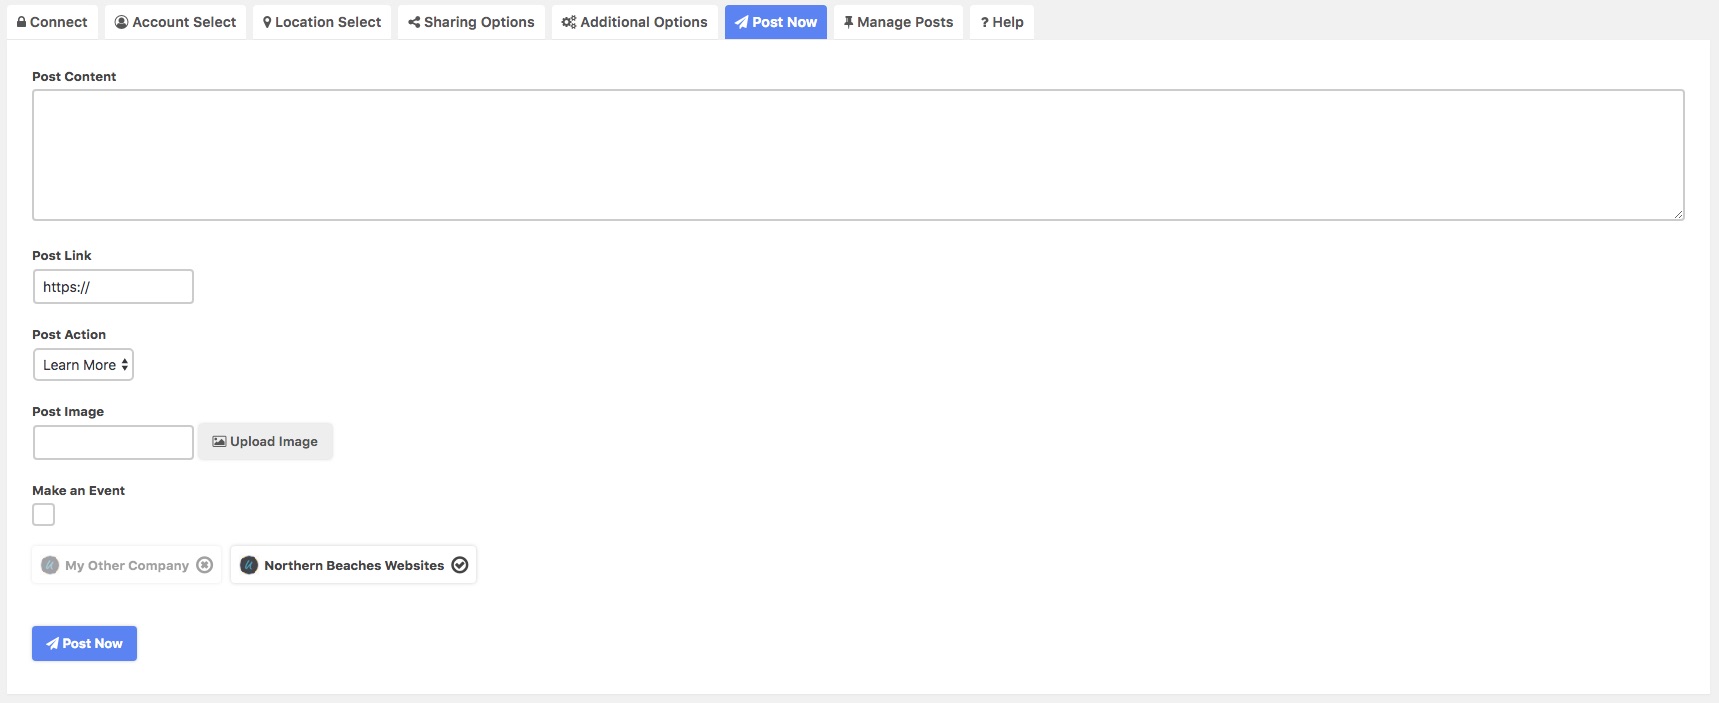 Connect Account Select Location Select Sharing Options Additional Options Post Now Manage Posts ? Help
Post Content
Post Link
https://
Post Action
Learn More
Post Image
Upload Image
Make an Event
My Other Company Northern Beaches Websites
Post Now